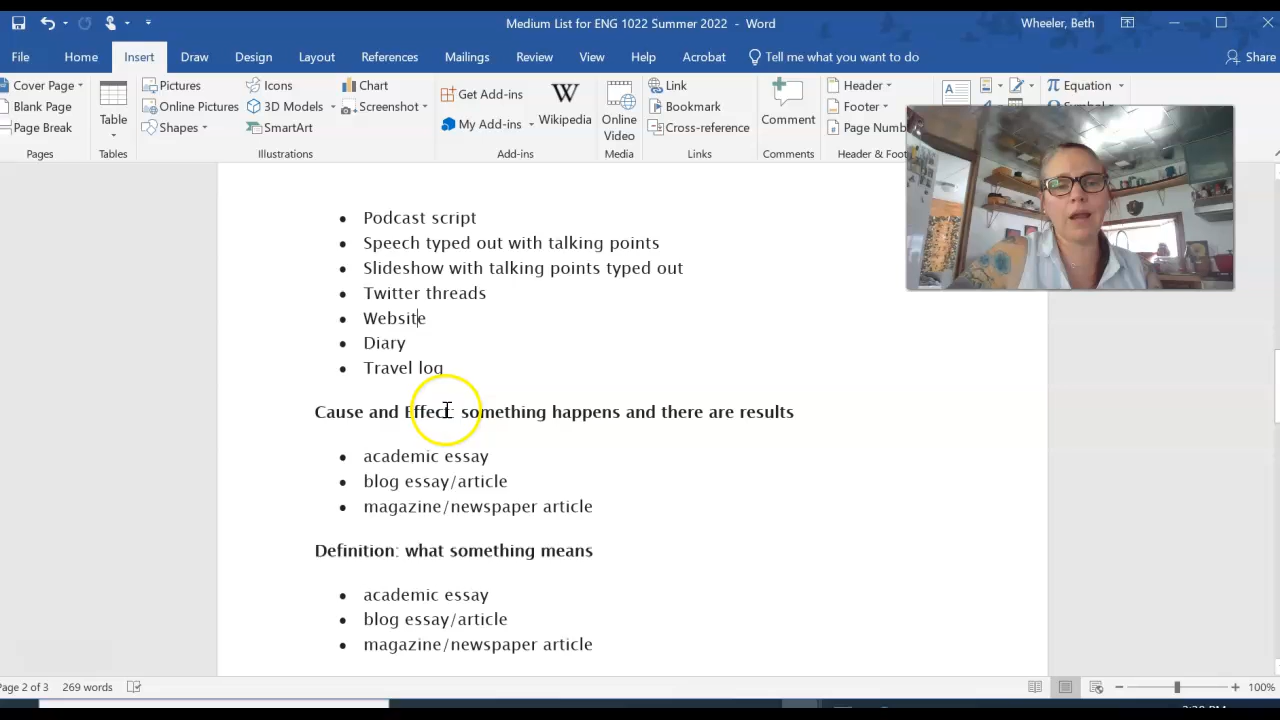 Medium List for ENG 1022 Summer 2022 - Word
Wheeler, Beth
File Home Insert Draw Design Layout References Mailings Review View Help Acrobat Tell me what you want to do Share
Cover Page
Blank Page
Page Break
Pages
Table
Tables
Pictures
Online Pictures
Shapes
Icons
3D Models
SmartArt
Chart
Screenshot
Illustrations
Get Add-ins
My Add-ins
Wikipedia
Add-ins
Online
Video
Media
Link
Bookmark
Cross-reference
Links
Comment
Comments
Header
Footer
Page Numb
Header & Foot
Equation
• Podcast script
• Speech typed out with talking points
• Slideshow with talking points typed out
• Twitter threads
• Website
• Diary
• Travel log
Cause and Effect: something happens and there are results
• academic essay
• blog essay/article
• magazine/newspaper article
Definition: what something means
• academic essay
• blog essay/article
• magazine/newspaper article
Page 2 of 3 269 words 100%